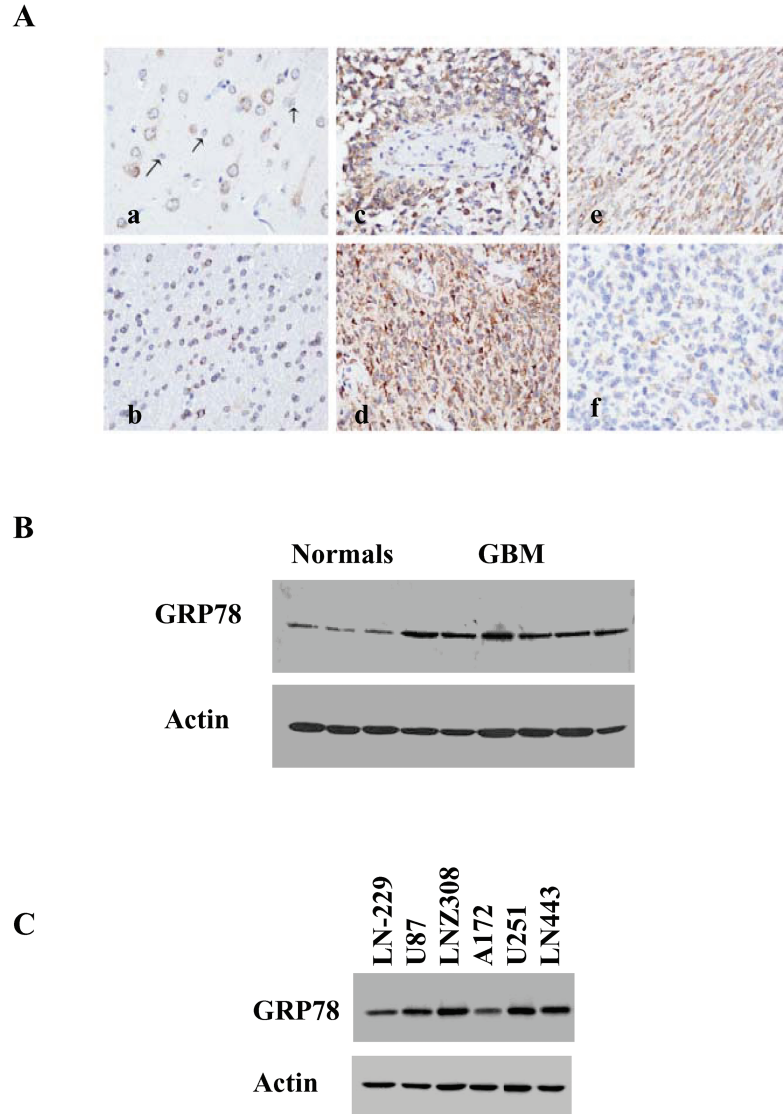 A
a
c
e
b
d
f
B
Normals GBM
GRP78
Actin
C
LN-229 U87 LNZ308 A172 U251 LN443
GRP78
Actin